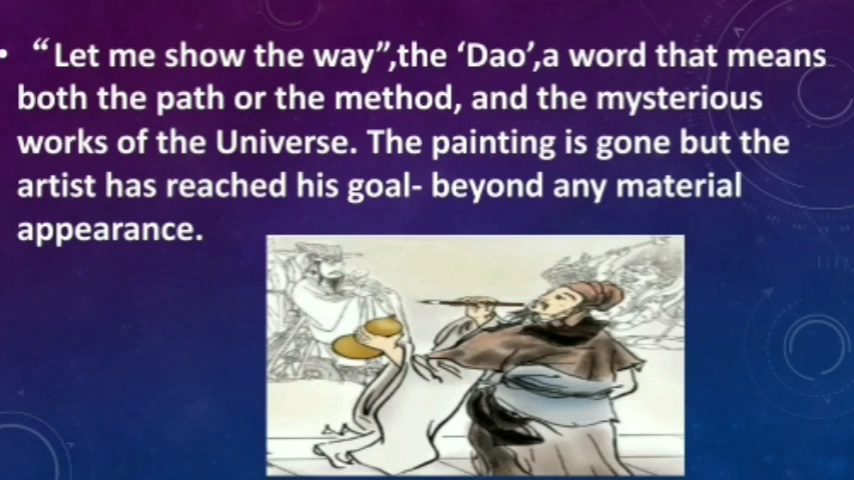 • “Let me show the way”,the ‘Dao’,a word that means
both the path or the method, and the mysterious
works of the Universe. The painting is gone but the
artist has reached his goal- beyond any material
appearance.